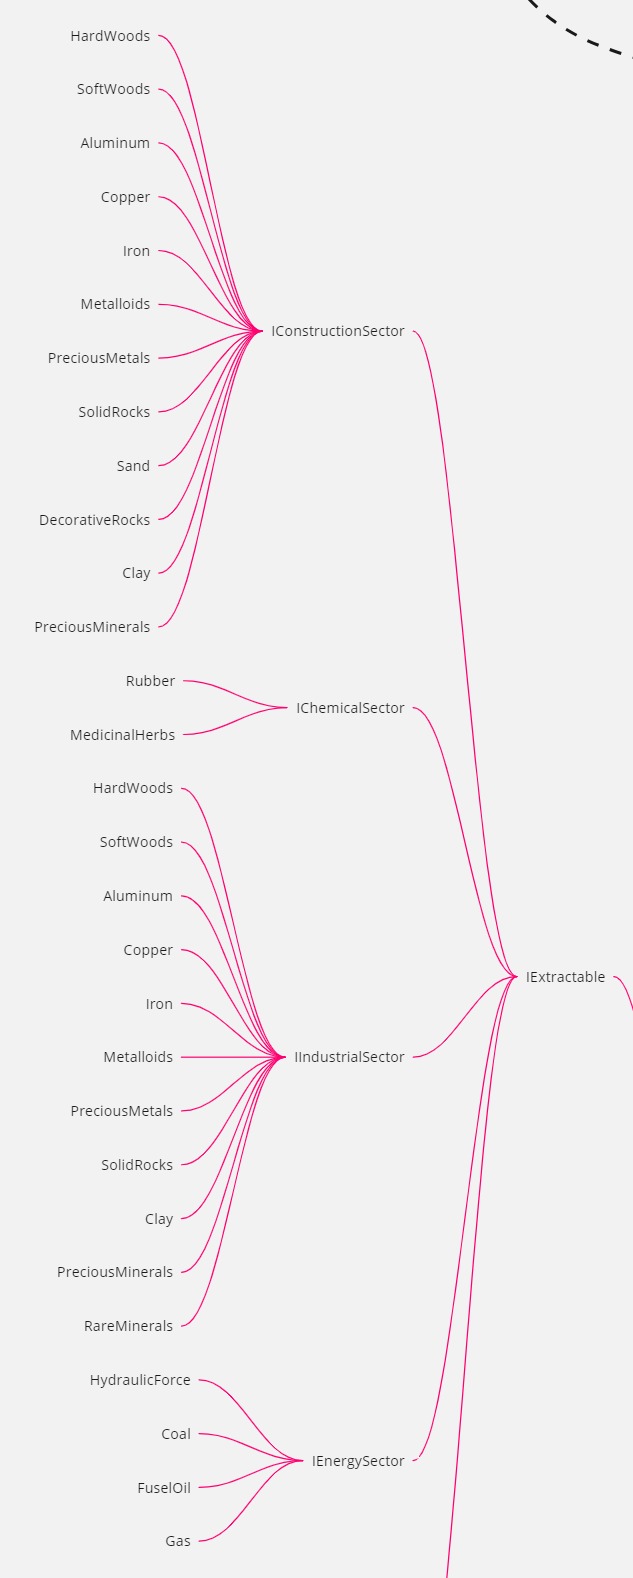 HardWoods
SoftWoods
Aluminum
Copper
Iron
Metalloids
IConstructionSector
PreciousMetals
SolidRocks
Sand
DecorativeRocks
Clay
PreciousMinerals
Rubber
IChemicalSector
MedicinalHerbs
HardWoods
SoftWoods
Aluminum
Copper
IExtractable
Iron
Metalloids
IIndustrialSector
PreciousMetals
SolidRocks
Clay
PreciousMinerals
RareMinerals
HydraulicForce
Coal
IEnergySector
FuselOil
Gas